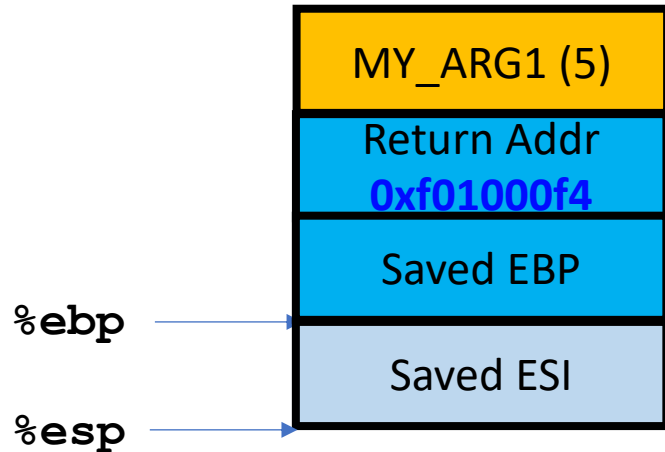 MY_ARG1 (5)
Return Addr
0xf01000f4
Saved EBP
%ebp
Saved ESI
%esp